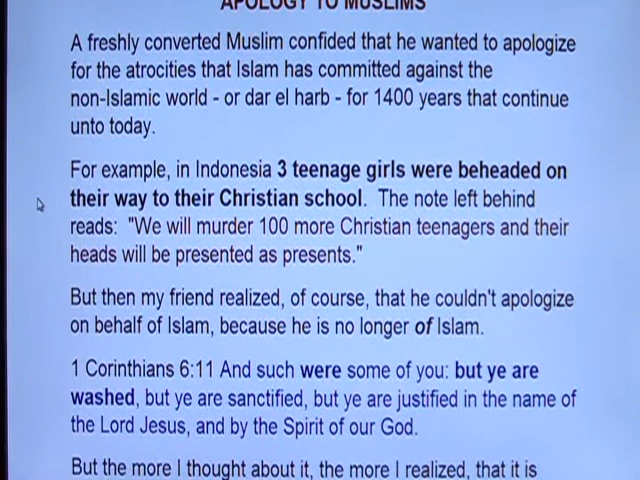 APOLOGY TO MUSLIMS
A freshly converted Muslim confided that he wanted to apologize
for the atrocities that Islam has committed against the
non-Islamic world - or dar el harb - for 1400 years that continue
unto today.
For example, in Indonesia 3 teenage girls were beheaded on
their way to their Christian school. The note left behind
reads: "We will murder 100 more Christian teenagers and their
heads will be presented as presents."
But then my friend realized, of course, that he couldn't apologize
on behalf of Islam, because he is no longer of Islam.
1 Corinthians 6:11 And such were some of you: but ye are
washed, but ye are sanctified, but ye are justified in the name of
the Lord Jesus, and by the Spirit of our God.
But the more I thought about it, the more I realized, that it is